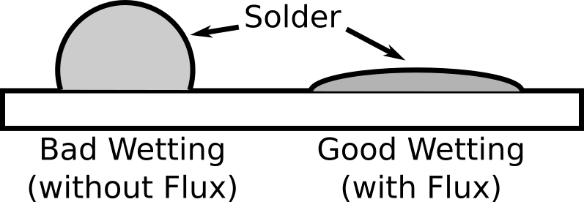 Solder
Bad Wetting
(without Flux)
Good Wetting
(with Flux)